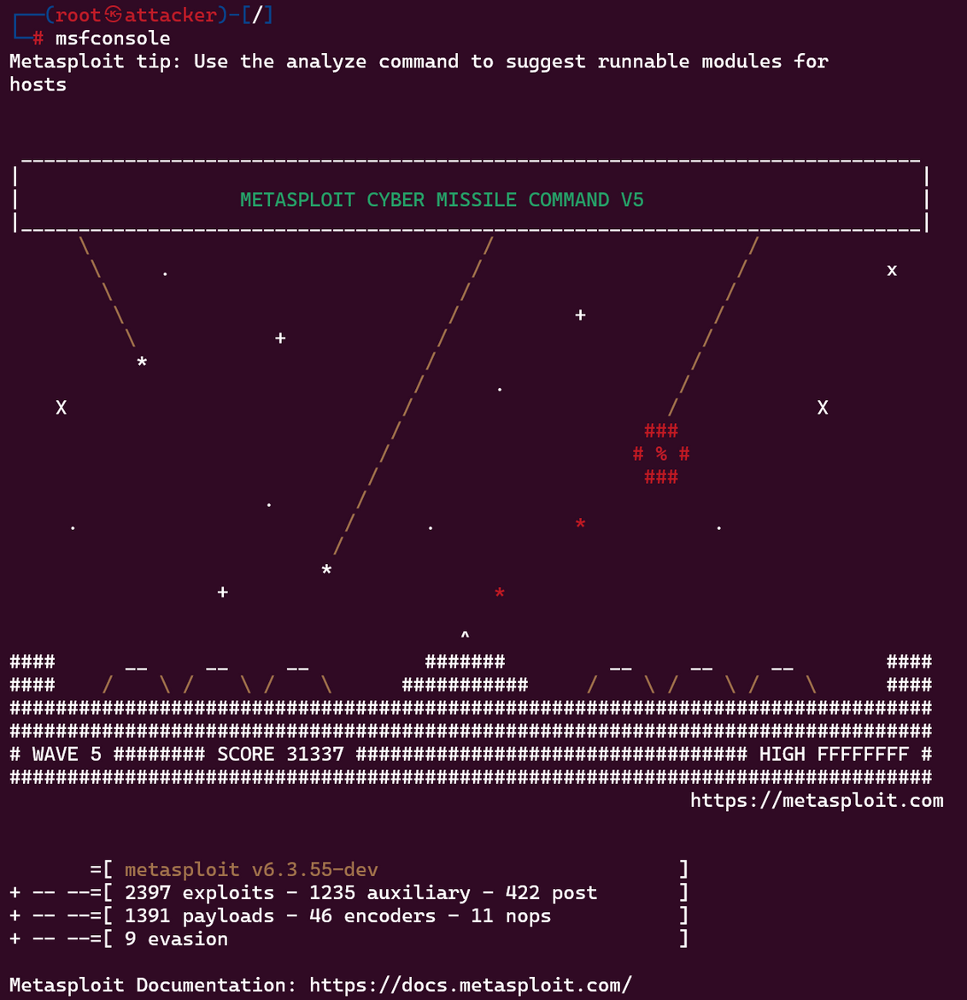 ┌──(root㉿attacker)-[/]
└─# msfconsole
Metasploit tip: Use the analyze command to suggest runnable modules for
hosts
 ______________________________________________________________________________
|                                                                              |
|                   METASPLOIT CYBER MISSILE COMMAND V5                        |
|______________________________________________________________________________|
      \                                  /                      /
       \     .                          /                      /            x
        \                              /                      /
         \                            /          +           /
          \            +             /                      /
           *                        /                      /
                                   /      .               /
    X                             /                      /            X
                                 /                     ###
                                /                     # % #
                               /                       ###
                      .       /
     .                       /      .            *           .
                            /
                           *
                  +                       *

                                       ^
####      __     __     __          #######         __     __     __        ####
####    /    \ /    \ /    \      ###########     /    \ /    \ /    \      ####
################################################################################
################################################################################
# WAVE 5 ######## SCORE 31337 ################################## HIGH FFFFFFFF #
################################################################################
                                                           https://metasploit.com
       =[ metasploit v6.3.55-dev                          ]
+ -- --=[ 2397 exploits - 1235 auxiliary - 422 post       ]
+ -- --=[ 1391 payloads - 46 encoders - 11 nops           ]
+ -- --=[ 9 evasion                                       ]
Metasploit Documentation: https://docs.metasploit.com/